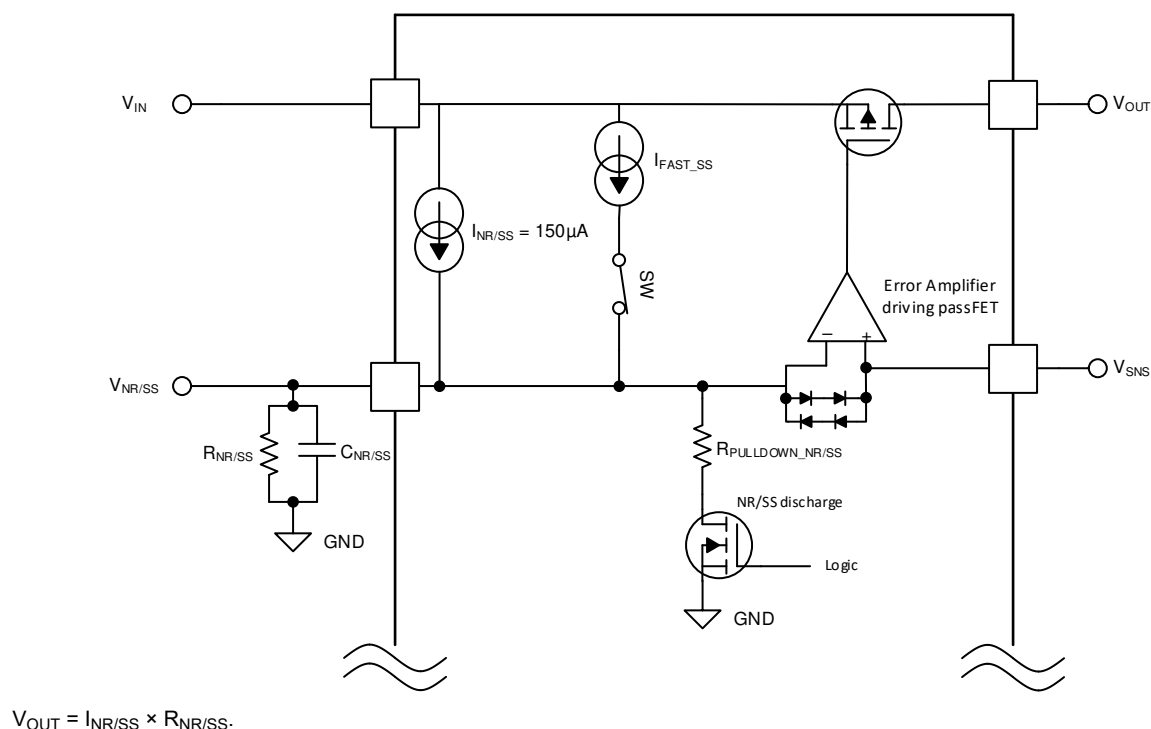 VIN
VOUT
IFAST_SS
INR/SS = 150µA
SW
Error Amplifier
driving passFET
− +
VNR/SS
VSNS
RNR/SS
CNR/SS
RPULLDOWN_NR/SS
NR/SS discharge
GND
Logic
GND
VOUT = INR/SS × RNR/SS.